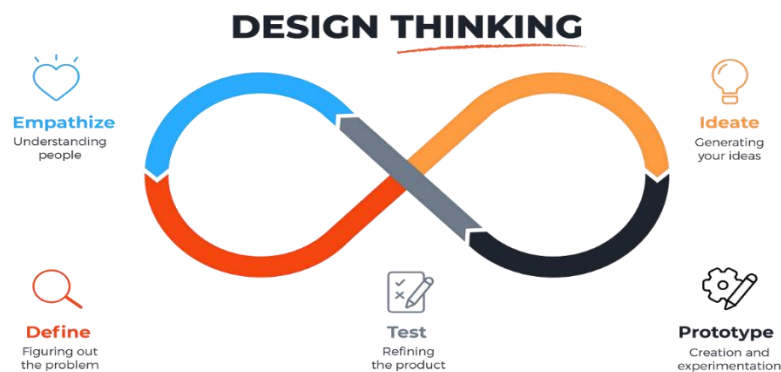 DESIGN THINKING
Empathize
Understanding
people
Ideate
Generating
your ideas
Define
Figuring out
the problem
Test
Refining
the product
Prototype
Creation and
experimentation